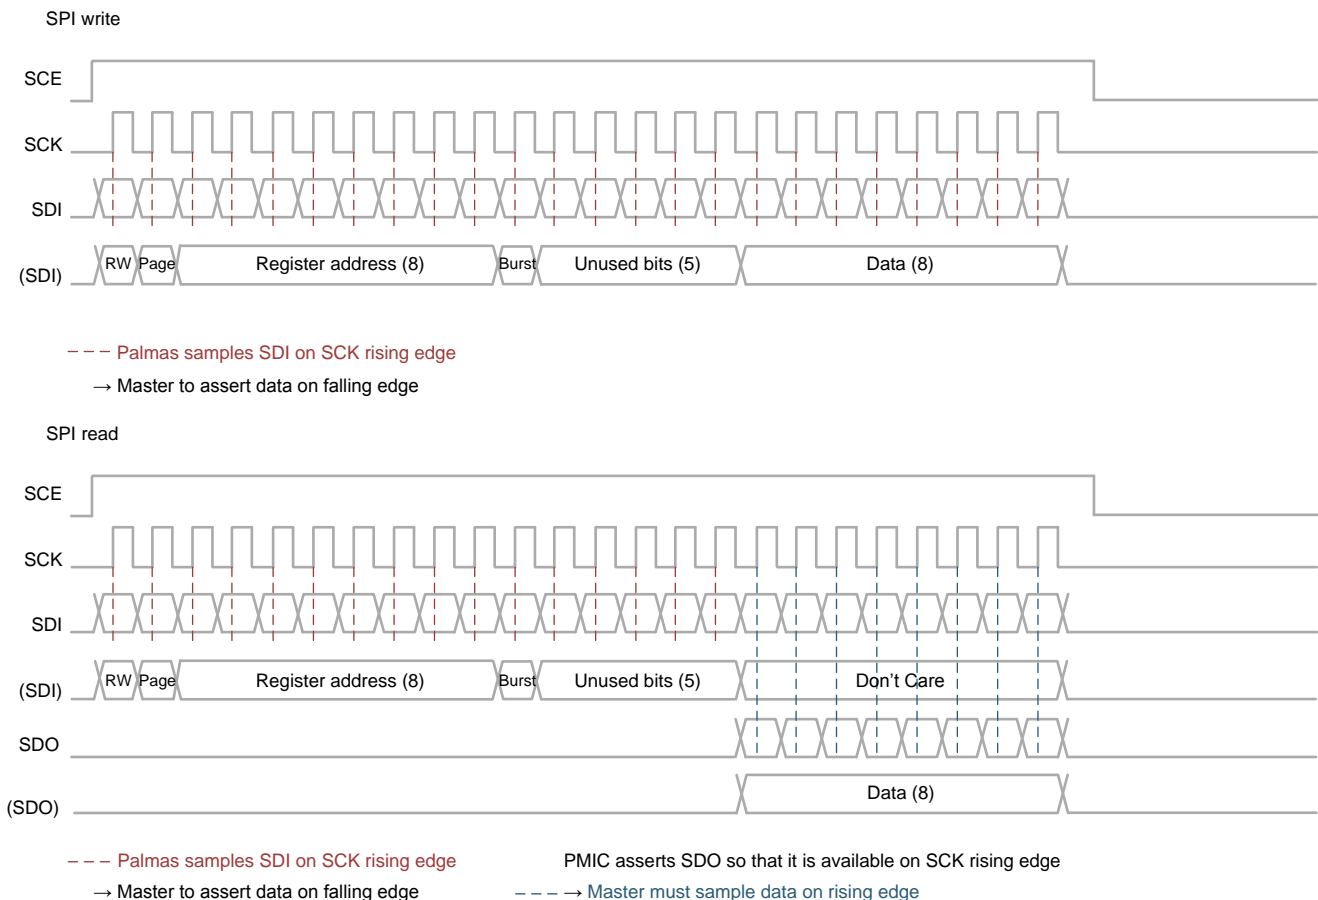 SPI write
SCE
SCK
SDI
(SDI) RW Page Register address (8) Burst Unused bits (5) Data (8)
– – – Palmas samples SDI on SCK rising edge
→ Master to assert data on falling edge
SPI read
SCE
SCK
SDI
(SDI) RW Page Register address (8) Burst Unused bits (5) Don't Care
SDO
(SDO) Data (8)
– – – Palmas samples SDI on SCK rising edge PMIC asserts SDO so that it is available on SCK rising edge
→ Master to assert data on falling edge – – – → Master must sample data on rising edge